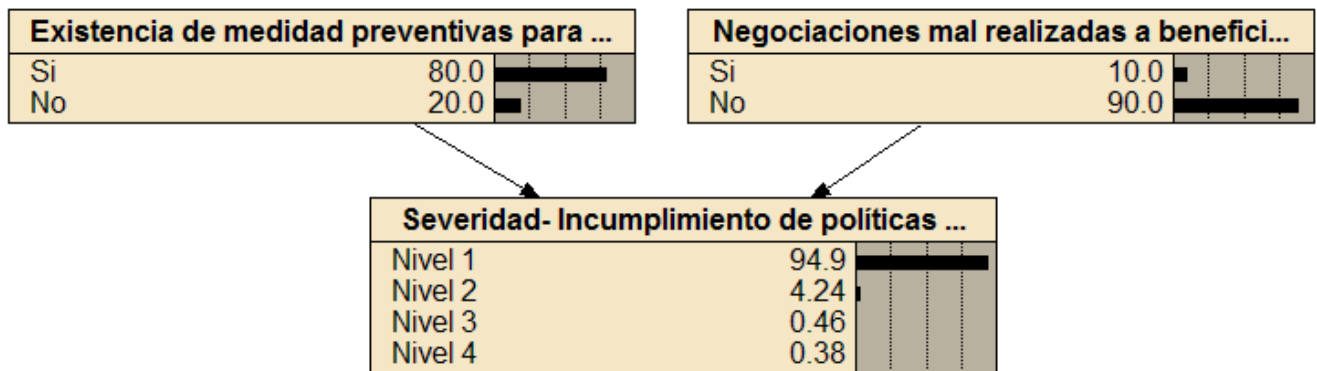 Existencia de medidad preventivas para ...
Si 80.0
No 20.0
Negociaciones mal realizadas a benefici...
Si 10.0
No 90.0
Severidad- Incumplimiento de políticas ...
Nivel 1 94.9
Nivel 2 4.24
Nivel 3 0.46
Nivel 4 0.38